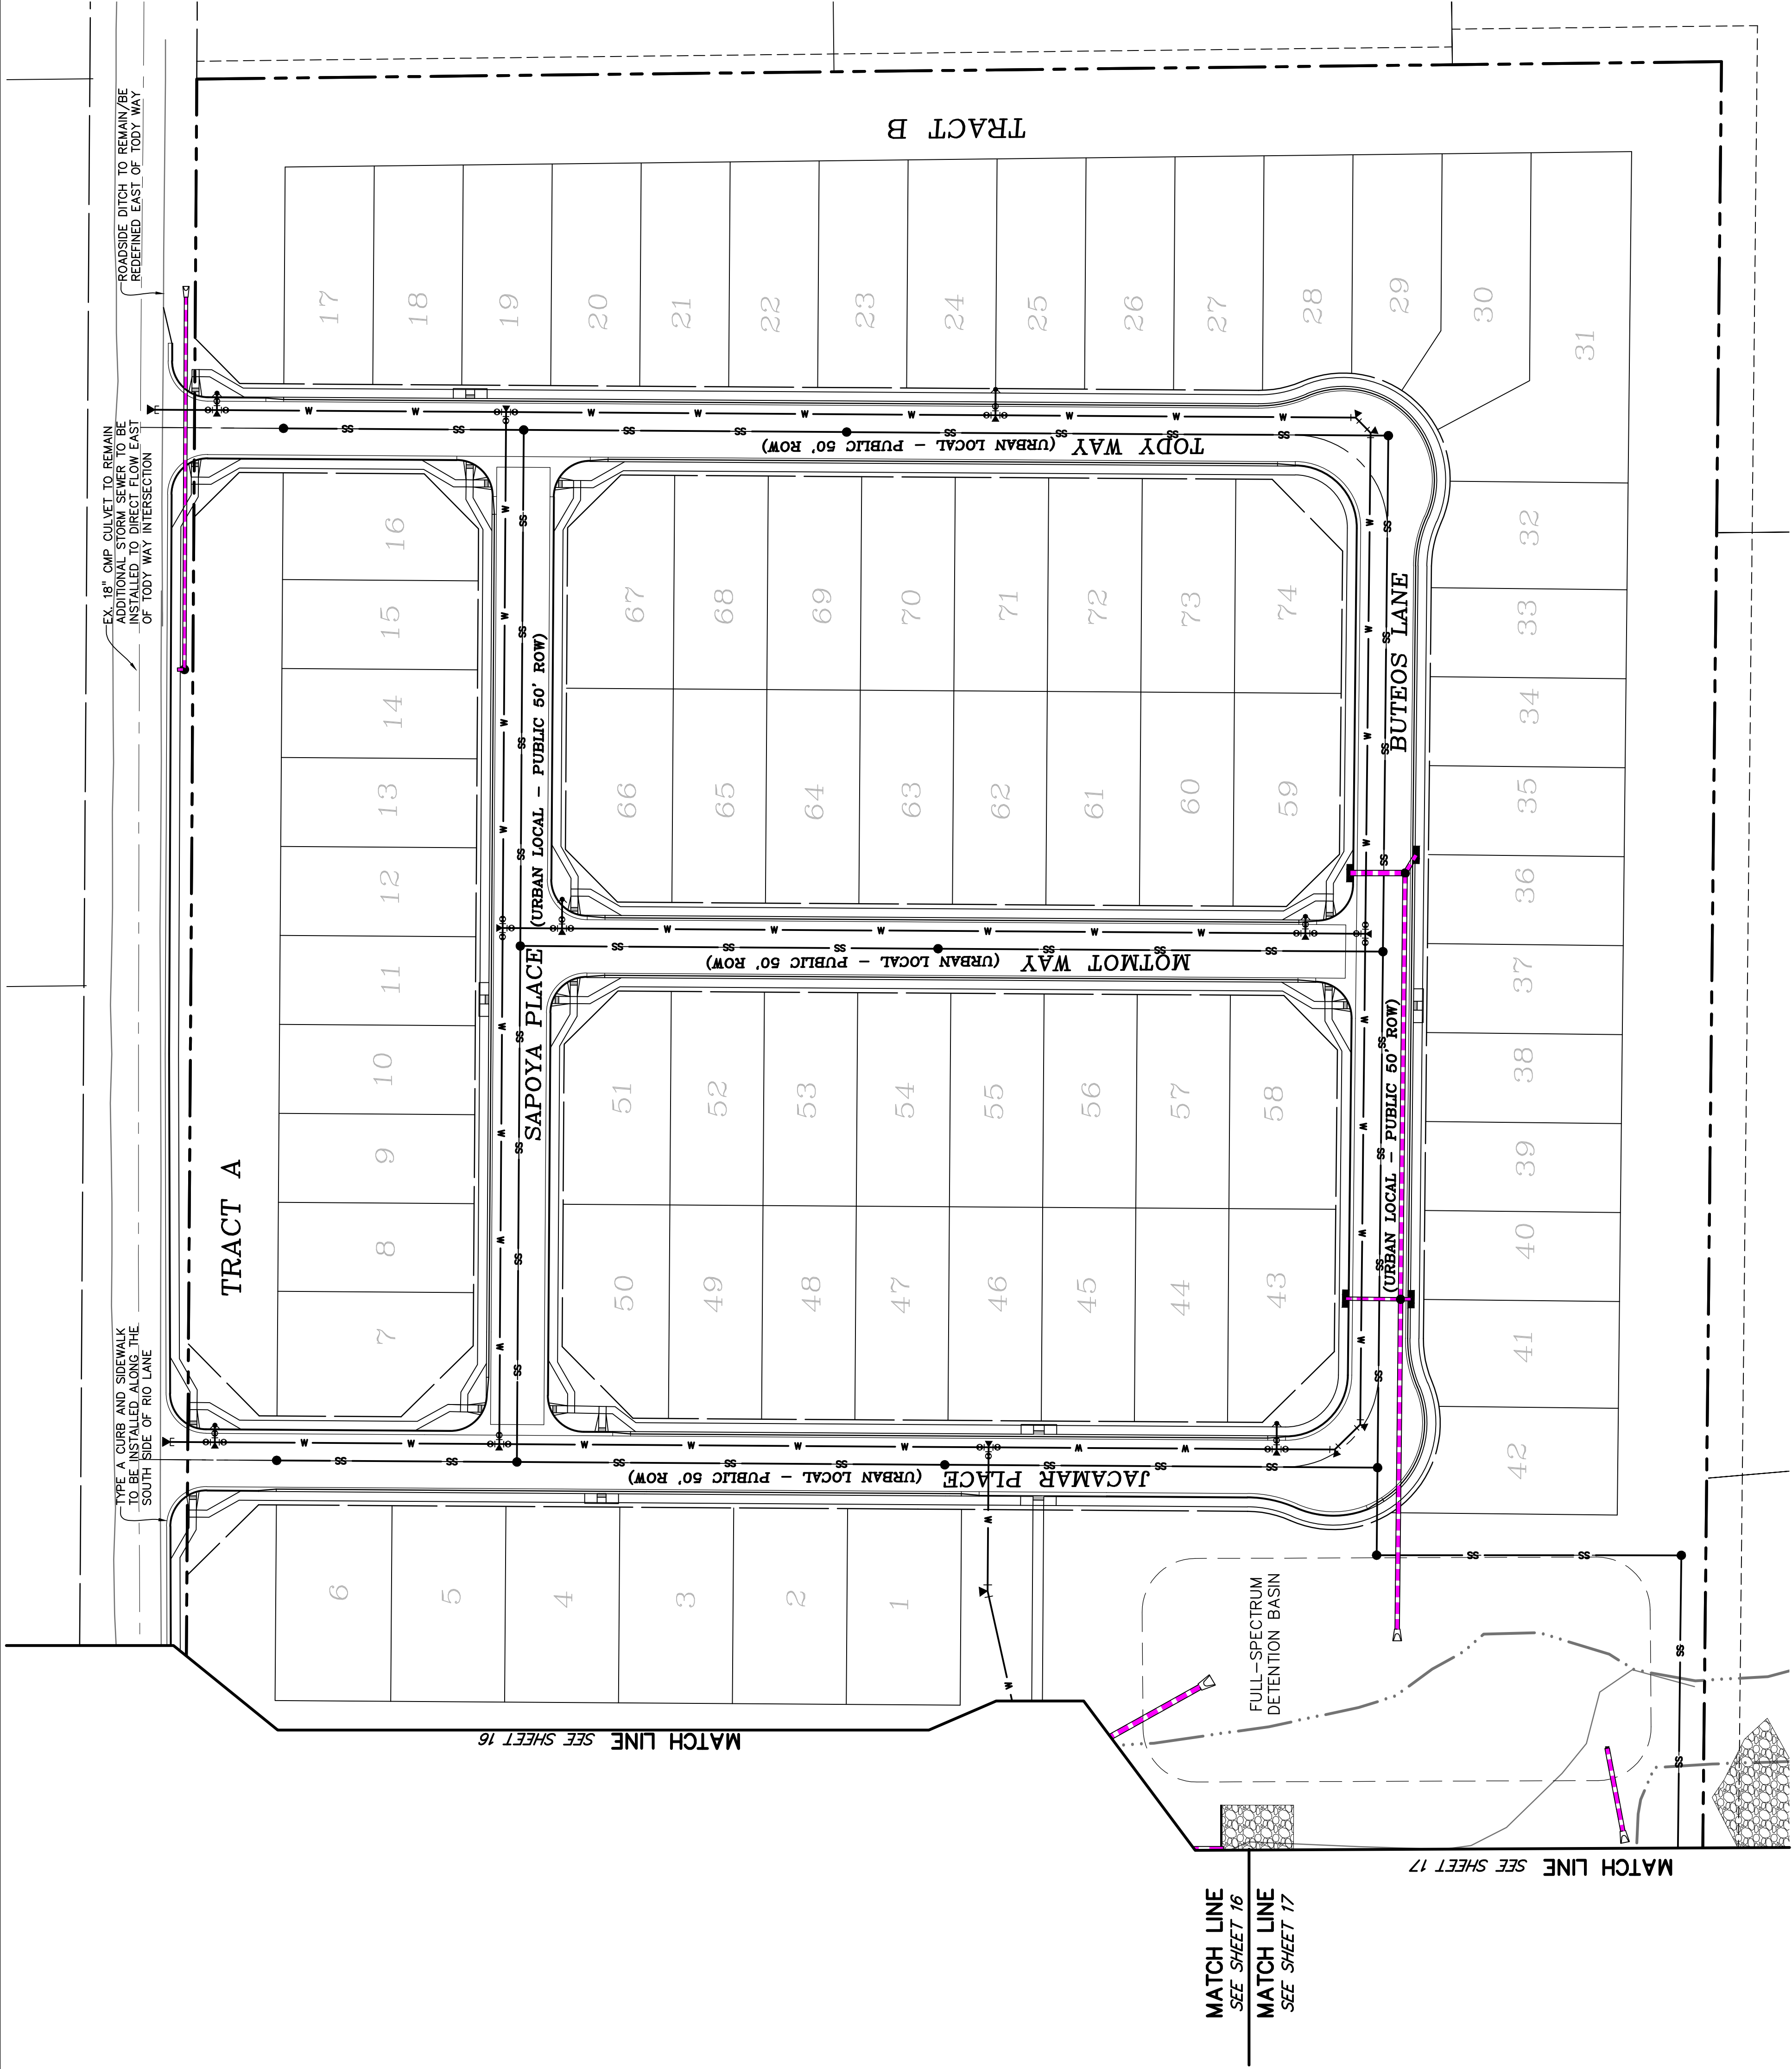 ROADSIDE DITCH TO REMAIN/BE
REDEFINED EAST OF TODY WAY
EX. 18" CMP CULVET TO REMAIN
ADDITIONAL STORM SEWER TO BE
INSTALLED TO DIRECT FLOW EAST
OF TODY WAY INTERSECTION
TYPE A CURB AND SIDEWALK
TO BE INSTALLED ALONG THE
SOUTH SIDE OF RIO LANE
TRACT A
TRACT B
SAPOYA PLACE
(URBAN LOCAL - PUBLIC 50' ROW)
TODY WAY (URBAN LOCAL - PUBLIC 50' ROW)
MOTMOT WAY (URBAN LOCAL - PUBLIC 50' ROW)
JACAMAR PLACE (URBAN LOCAL - PUBLIC 50' ROW)
BUTEOS LANE
(URBAN LOCAL - PUBLIC 50' ROW)
FULL-SPECTRUM
DETENTION BASIN
1
2
3
4
5
6
7
8
9
10
11
12
13
14
15
16
17
18
19
20
21
22
23
24
25
26
27
28
29
30
31
32
33
34
35
36
37
38
39
40
41
42
43
44
45
46
47
48
49
50
51
52
53
54
55
56
57
58
59
60
61
62
63
64
65
66
67
68
69
70
71
72
73
74
MATCH LINE SEE SHEET 16
MATCH LINE SEE SHEET 17
MATCH LINE
SEE SHEET 16
MATCH LINE
SEE SHEET 17